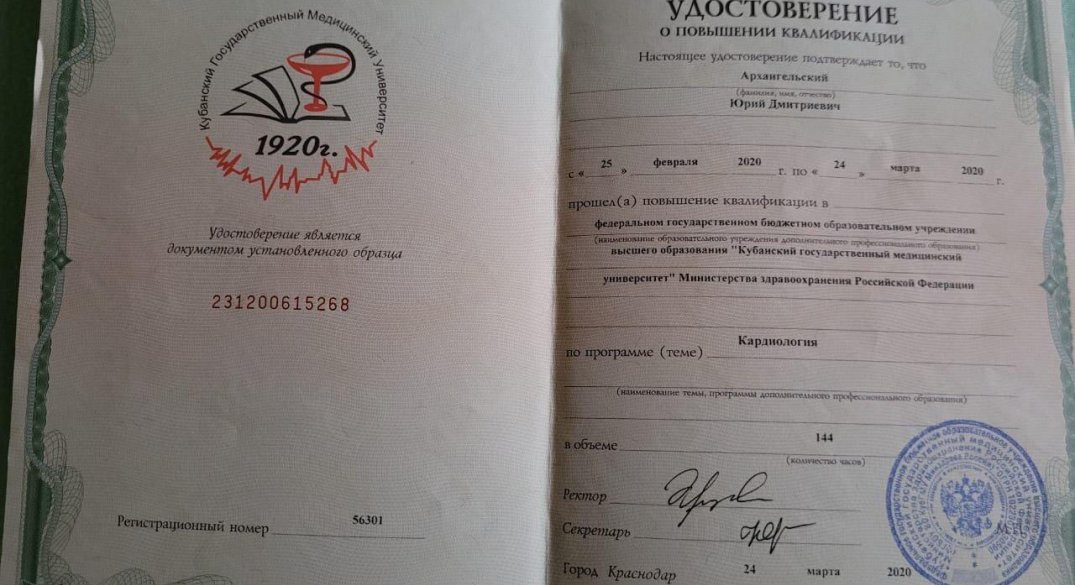 Кубанский Государственный Медицинский Университет
1920г.
Удостоверение является
документом установленного образца
231200615268
Регистрационный номер 56301
УДОСТОВЕРЕНИЕ
О ПОВЫШЕНИИ КВАЛИФИКАЦИИ
Настоящее удостоверение подтверждает то, что
Архангельский
(фамилия, имя, отчество)
Юрий Дмитриевич
с « 25 » февраля 2020 г. по « 24 » марта 2020 г.
прошел(а) повышение квалификации в
федеральном государственном бюджетном образовательном учреждении
(наименование образовательного учреждения дополнительного профессионального образования)
высшего образования "Кубанский государственный медицинский
университет" Министерства здравоохранения Российской Федерации
Кардиология
по программе (теме)
(наименование темы, программы дополнительного профессионального образования)
в объеме 144
(количество часов)
Ректор
Секретарь
М.П.
Город Краснодар 24 марта 2020